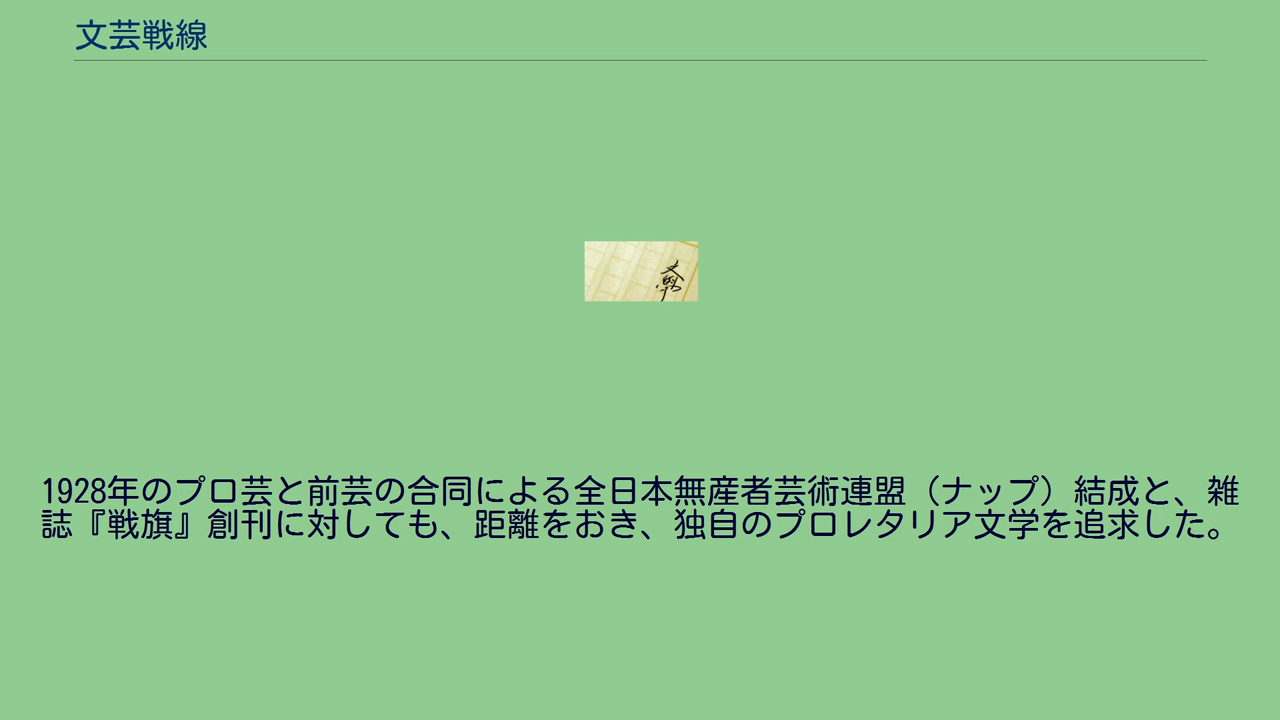 文芸戦線
1928年のプロ芸と前芸の合同による全日本無産者芸術連盟（ナップ）結成と、雑
誌『戦旗』創刊に対しても、距離をおき、独自のプロレタリア文学を追求した。